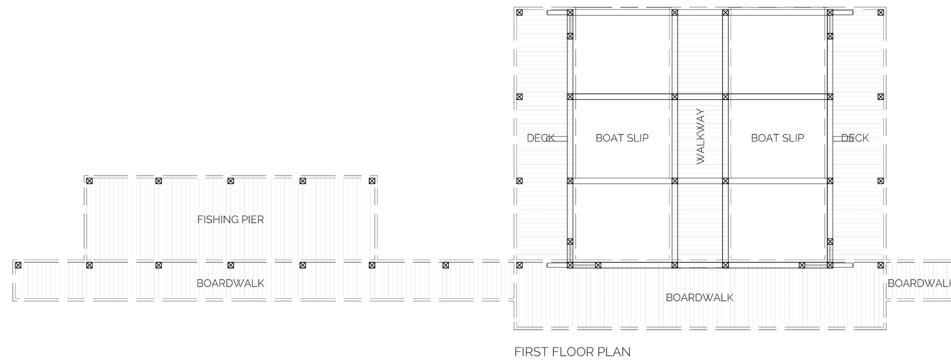 DECK
BOAT SLIP
WALKWAY
BOAT SLIP
DECK
FISHING PIER
BOARDWALK
BOARDWALK
BOARDWALK
FIRST FLOOR PLAN